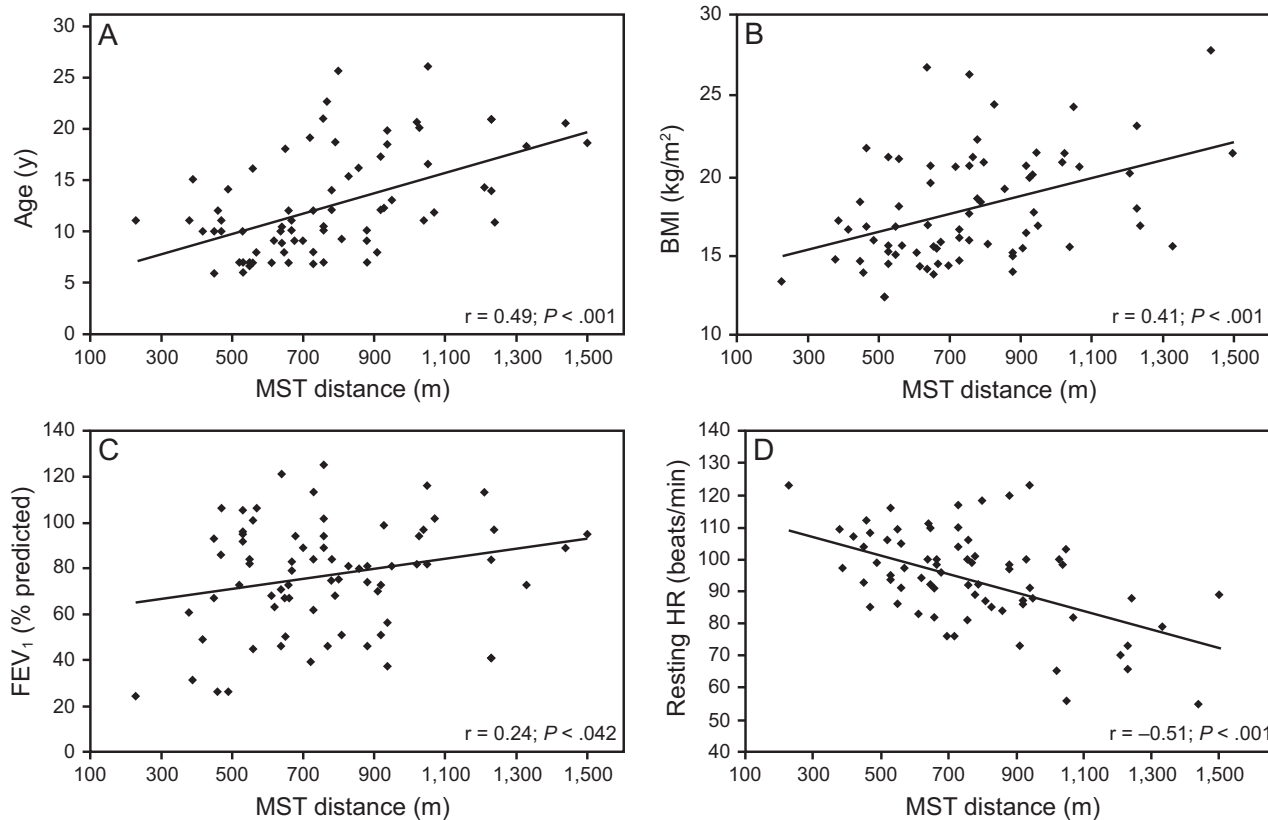 A
Age (y)
30
25
20
15
10
5
0
r = 0.49; P < .001
100 300 500 700 900 1,100 1,300 1,500
MST distance (m)
B
BMI (kg/m²)
30
25
20
15
10
r = 0.41; P < .001
100 300 500 700 900 1,100 1,300 1,500
MST distance (m)
C
FEV₁ (% predicted)
140
120
100
80
60
40
20
0
r = 0.24; P < .042
100 300 500 700 900 1,100 1,300 1,500
MST distance (m)
D
Resting HR (beats/min)
140
130
120
110
100
90
80
70
60
50
40
r = –0.51; P < .001
100 300 500 700 900 1,100 1,300 1,500
MST distance (m)